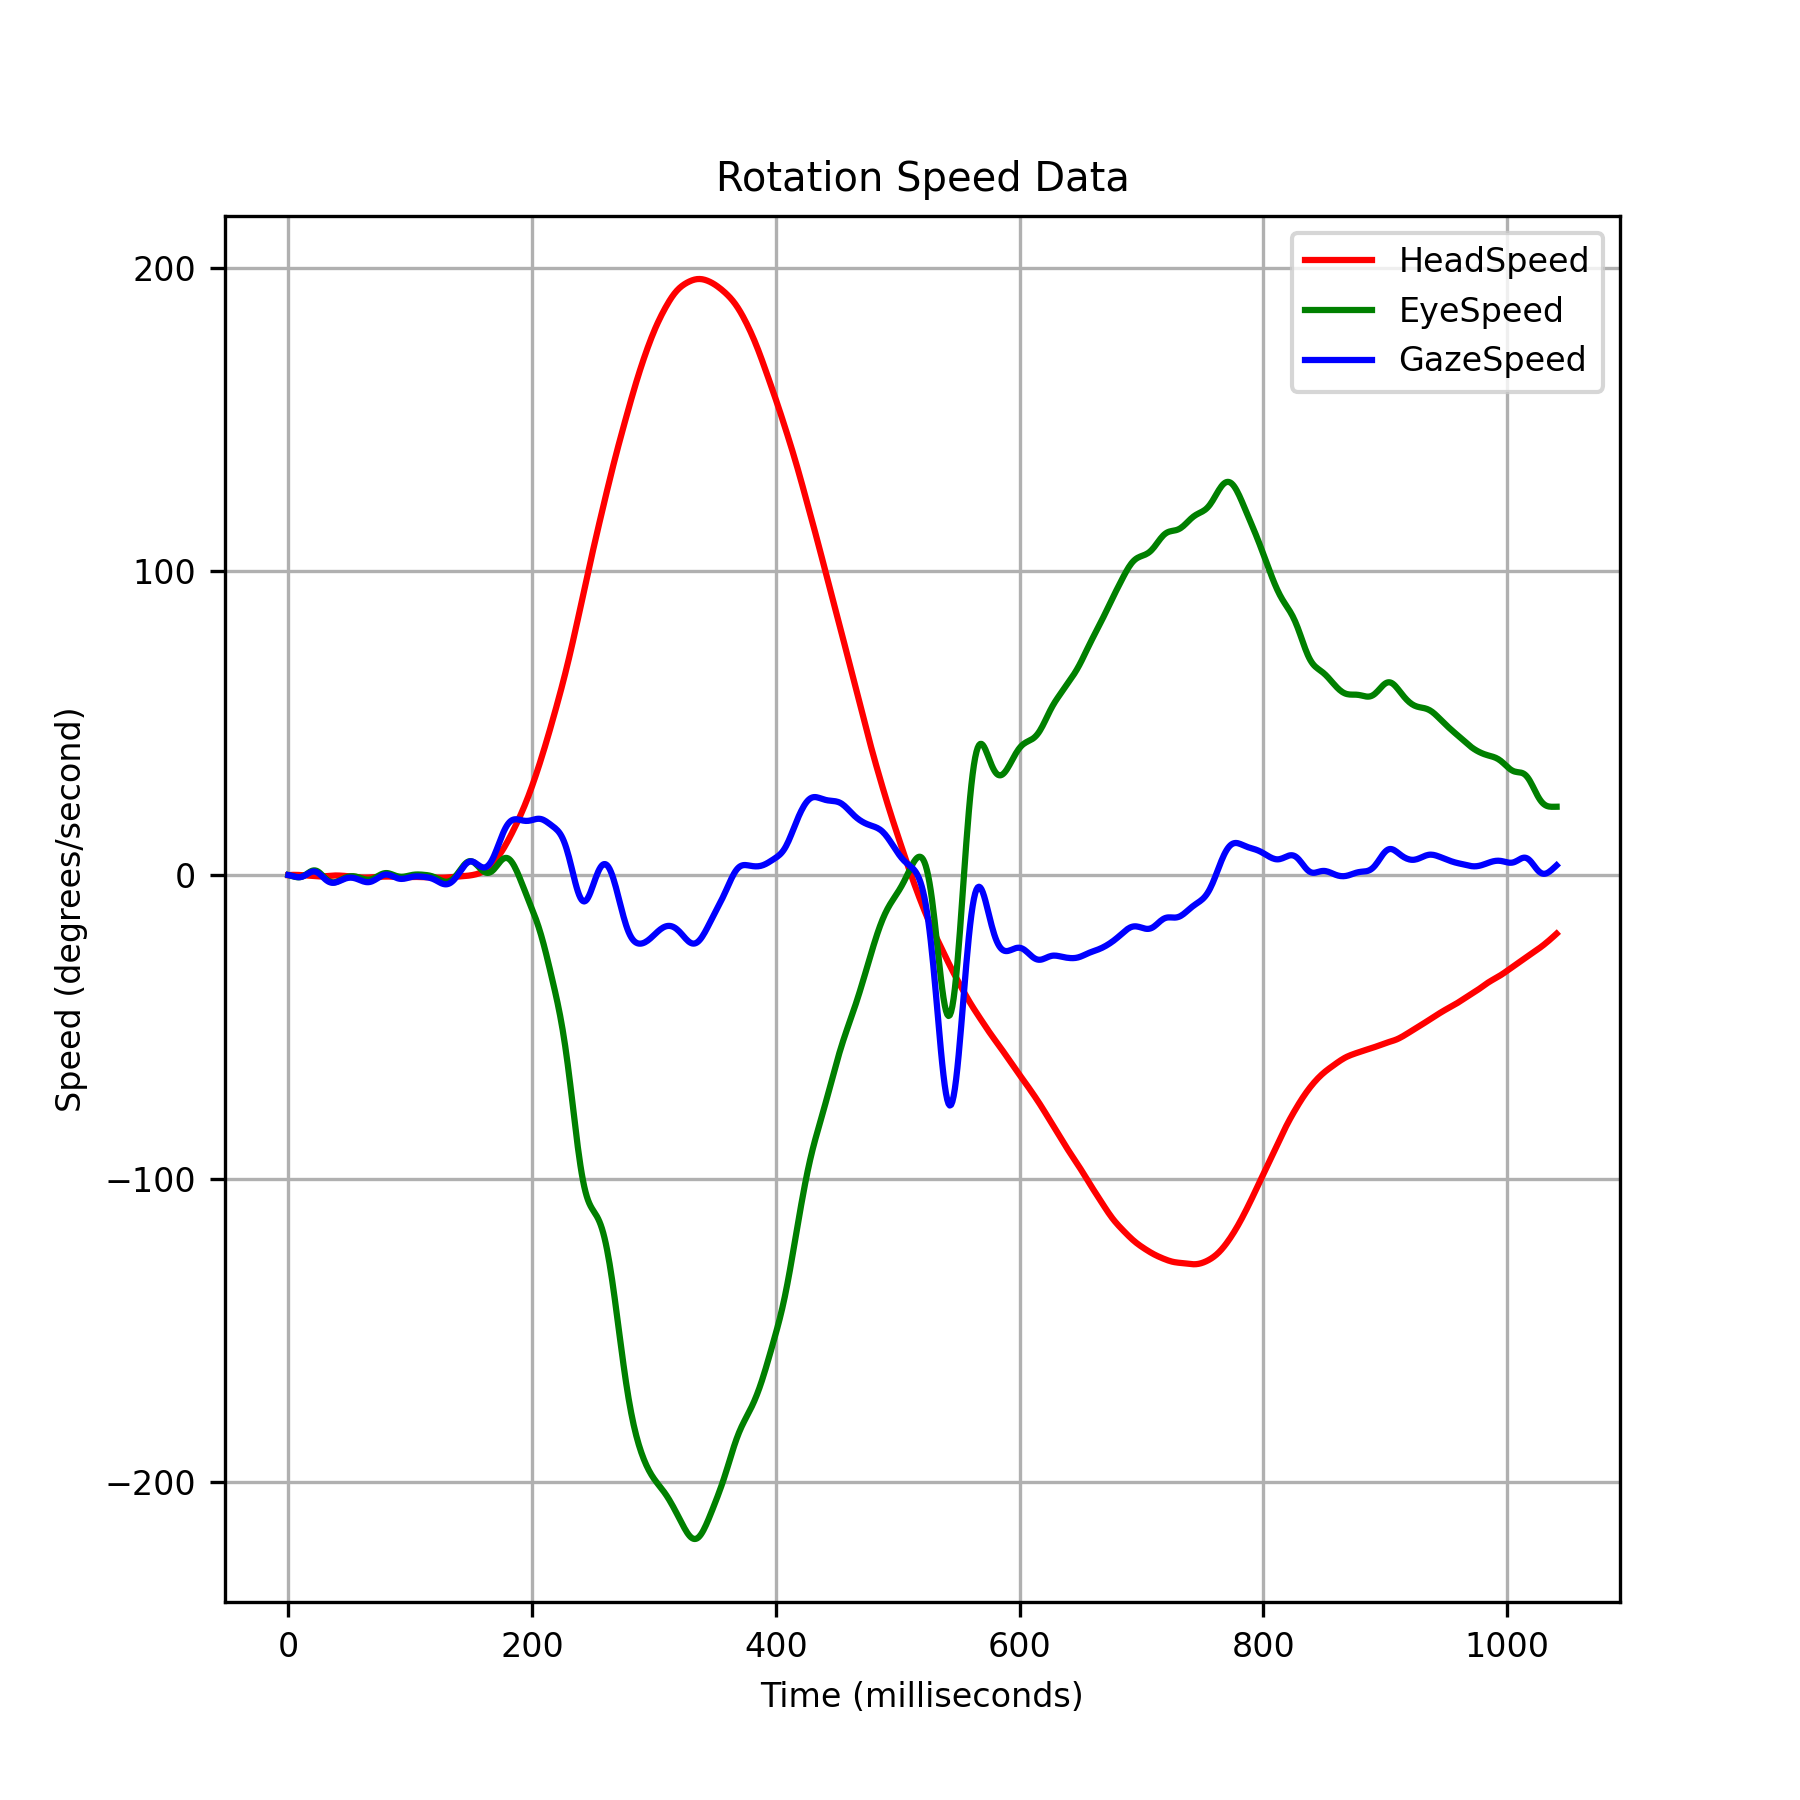 Rotation Speed Data
HeadSpeed
EyeSpeed
GazeSpeed
200
100
0
−100
−200
Speed (degrees/second)
0 200 400 600 800 1000
Time (milliseconds)